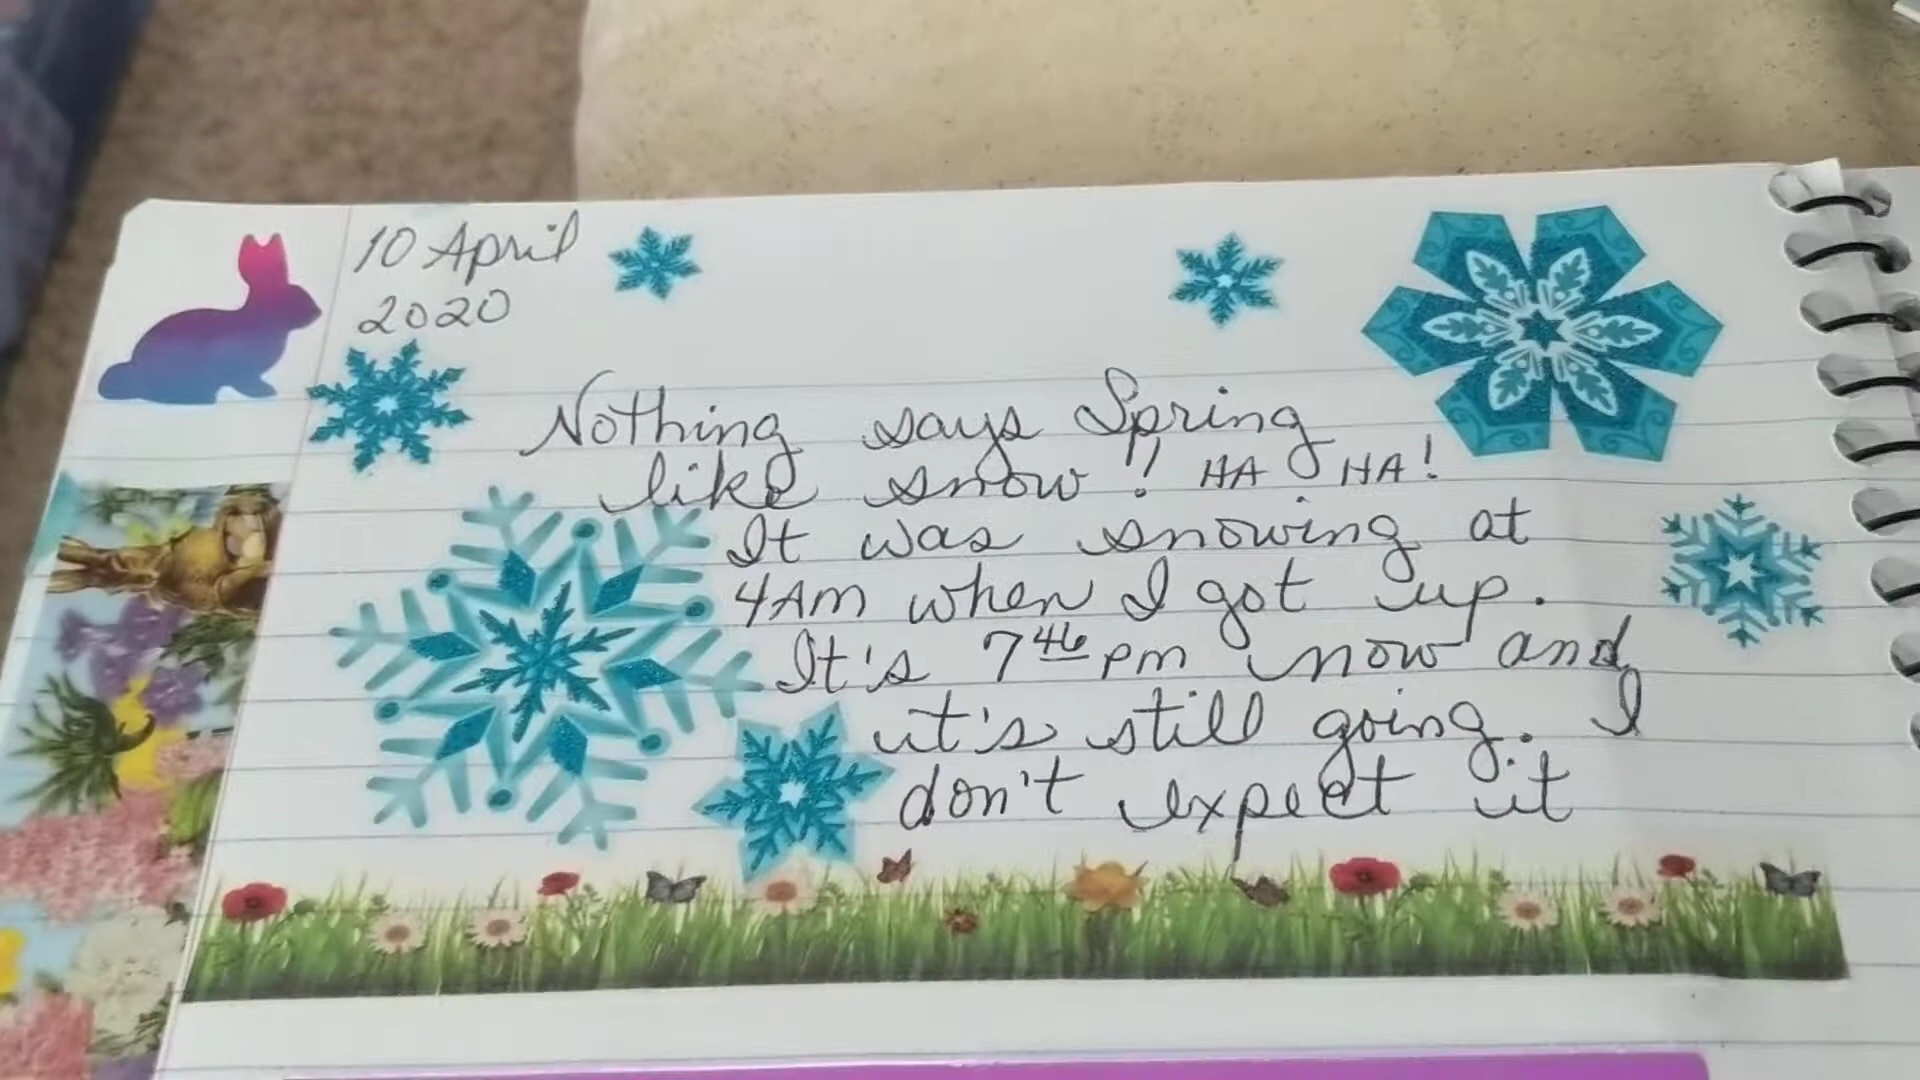 10 April
2020
Nothing says Spring
like snow!! HA HA!
It was snowing at
4AM when I got up.
It's 7 46 pm now and
it's still going. I
don't expect it